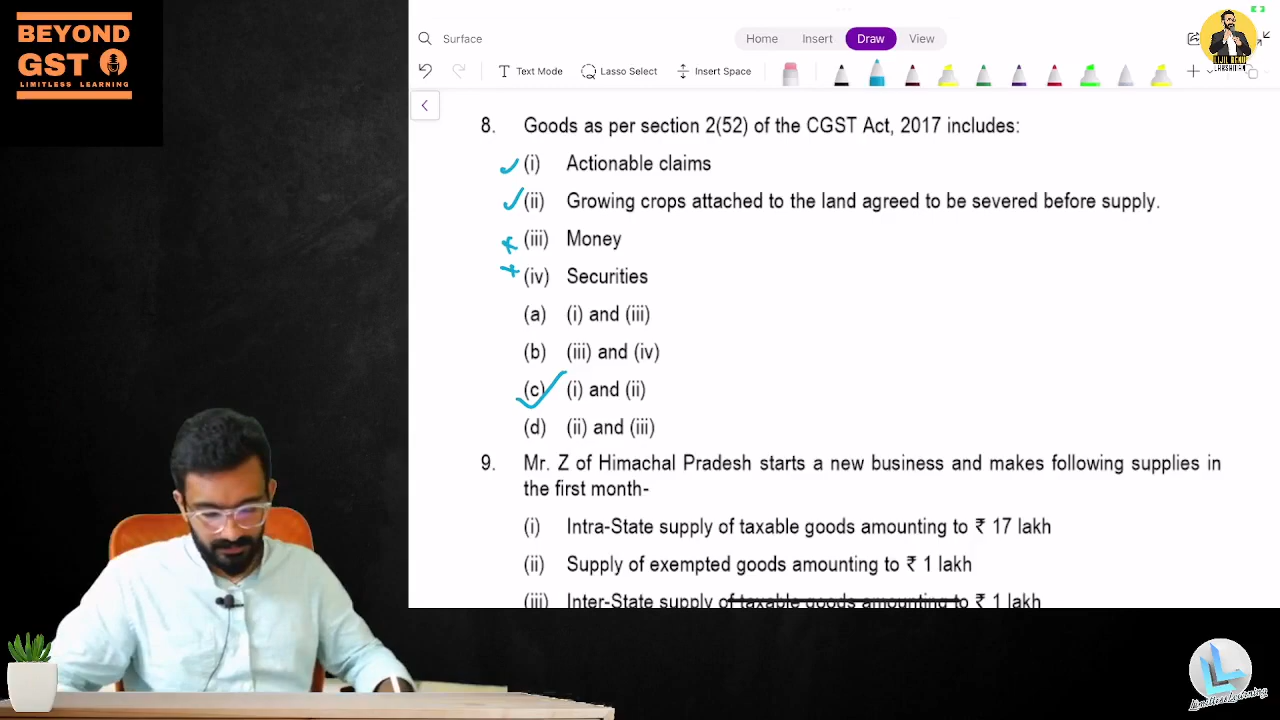 BEYOND
GST
LIMITLESS LEARNING
Surface
Home Insert Draw View
Text Mode Lasso Select Insert Space
8. Goods as per section 2(52) of the CGST Act, 2017 includes:
(i) Actionable claims
(ii) Growing crops attached to the land agreed to be severed before supply.
(iii) Money
(iv) Securities
(a) (i) and (iii)
(b) (iii) and (iv)
(c) (i) and (ii)
(d) (ii) and (iii)
9. Mr. Z of Himachal Pradesh starts a new business and makes following supplies in
the first month-
(i) Intra-State supply of taxable goods amounting to ₹ 17 lakh
(ii) Supply of exempted goods amounting to ₹ 1 lakh
(iii) Inter-State supply of taxable goods amounting to ₹ 1 lakh
Limitless Learning